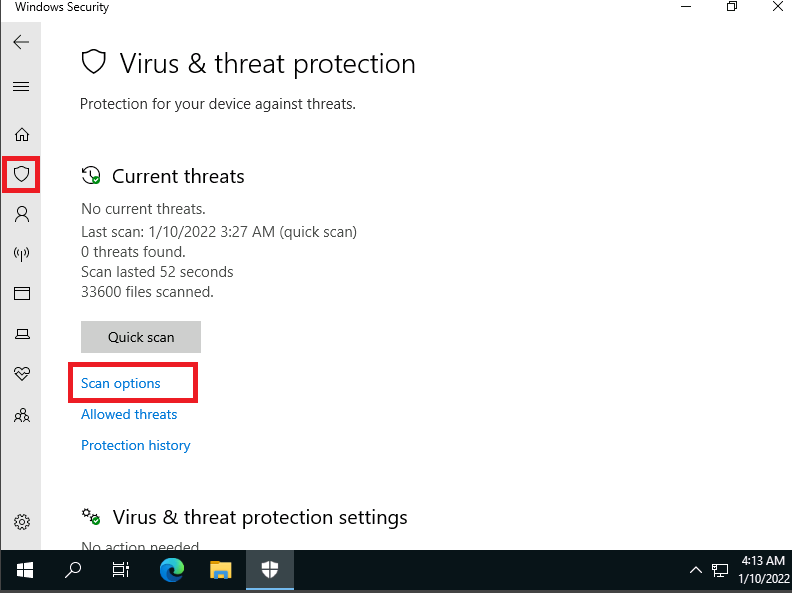 Windows Security
Virus & threat protection
Protection for your device against threats.
Current threats
No current threats.
Last scan: 1/10/2022 3:27 AM (quick scan)
0 threats found.
Scan lasted 52 seconds
33600 files scanned.
Quick scan
Scan options
Allowed threats
Protection history
Virus & threat protection settings
No action needed
4:13 AM
1/10/2022